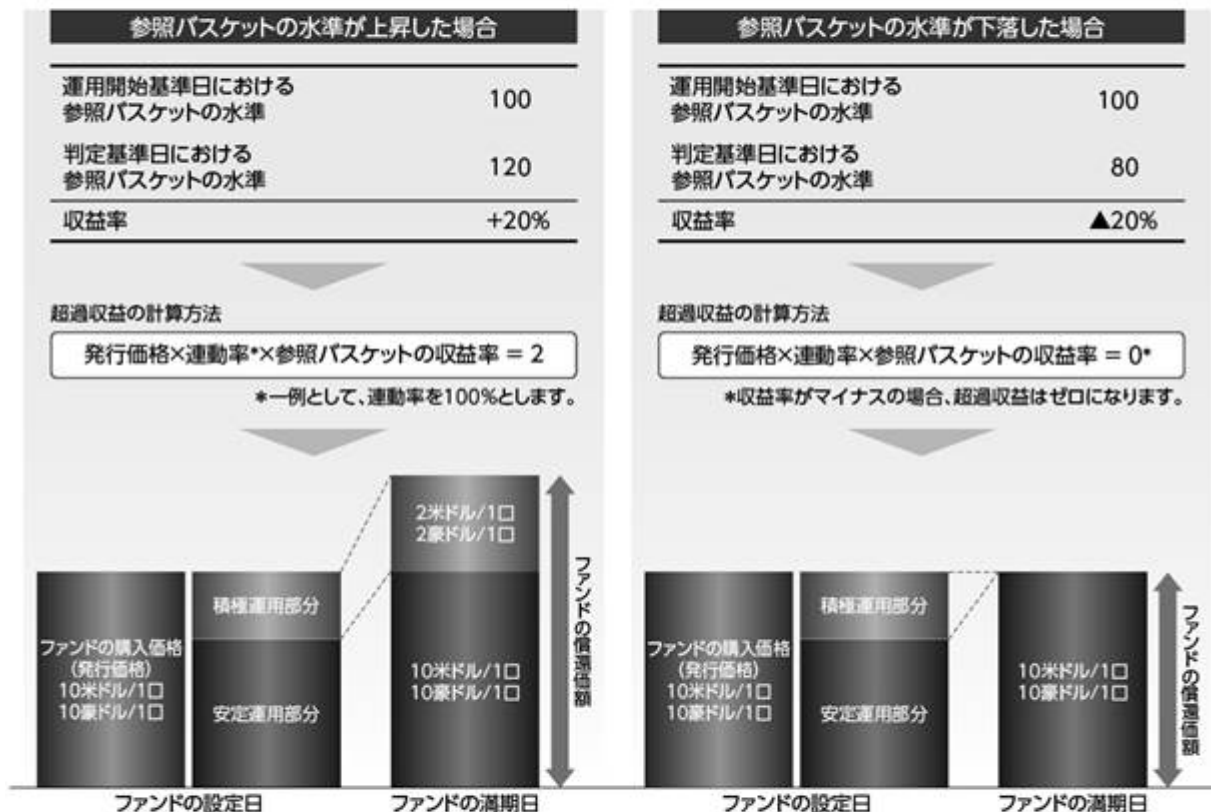 参照バスケットの水準が上昇した場合
運用開始基準日における
参照バスケットの水準
100
判定基準日における
参照バスケットの水準
120
収益率
+20%
超過収益の計算方法
発行価格×連動率*×参照バスケットの収益率 = 2
*一例として、連動率を100%とします。
2米ドル/1口
2豪ドル/1口
積極運用部分
ファンドの購入価格
(発行価格)
10米ドル/1口
10豪ドル/1口
安定運用部分
10米ドル/1口
10豪ドル/1口
ファンドの償還価額
ファンドの設定日
ファンドの満期日
参照バスケットの水準が下落した場合
運用開始基準日における
参照バスケットの水準
100
判定基準日における
参照バスケットの水準
80
収益率
▲20%
超過収益の計算方法
発行価格×連動率×参照バスケットの収益率 = 0*
*収益率がマイナスの場合、超過収益はゼロになります。
積極運用部分
ファンドの購入価格
(発行価格)
10米ドル/1口
10豪ドル/1口
安定運用部分
10米ドル/1口
10豪ドル/1口
ファンドの償還価額
ファンドの設定日
ファンドの満期日